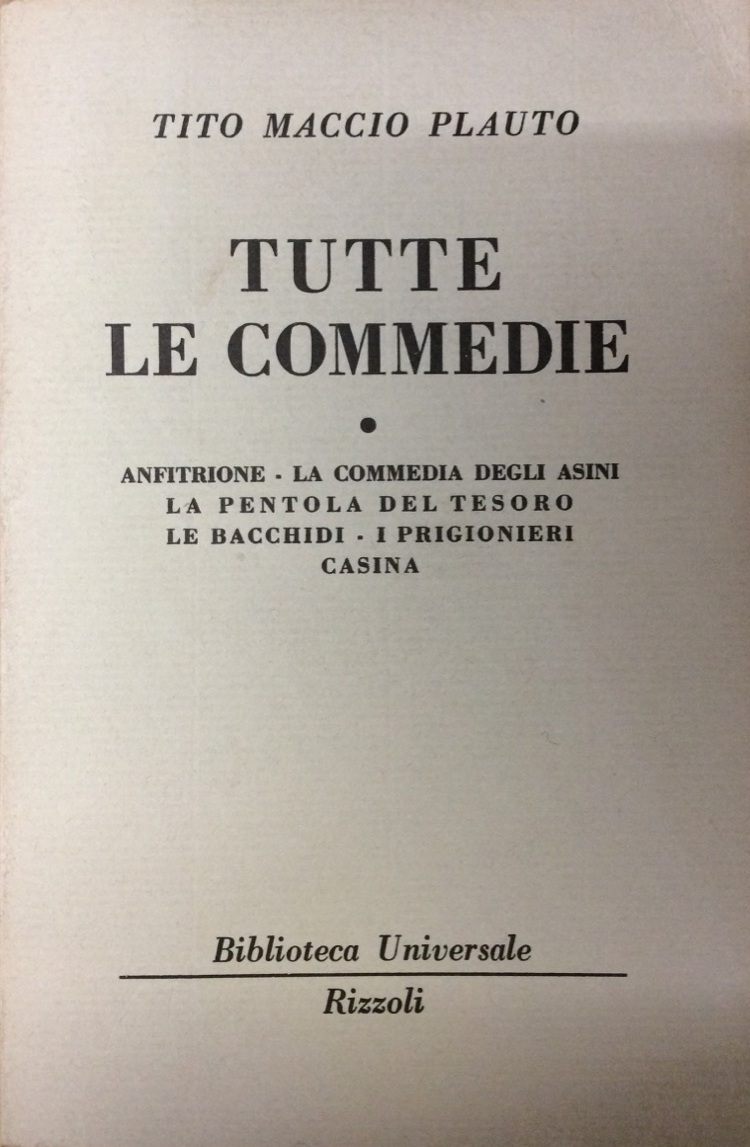 TITO MACCIO PLAUTO
TUTTE
LE COMMEDIE
•
ANFITRIONE - LA COMMEDIA DEGLI ASINI
LA PENTOLA DEL TESORO
LE BACCHIDI - I PRIGIONIERI
CASINA
Biblioteca Universale
Rizzoli